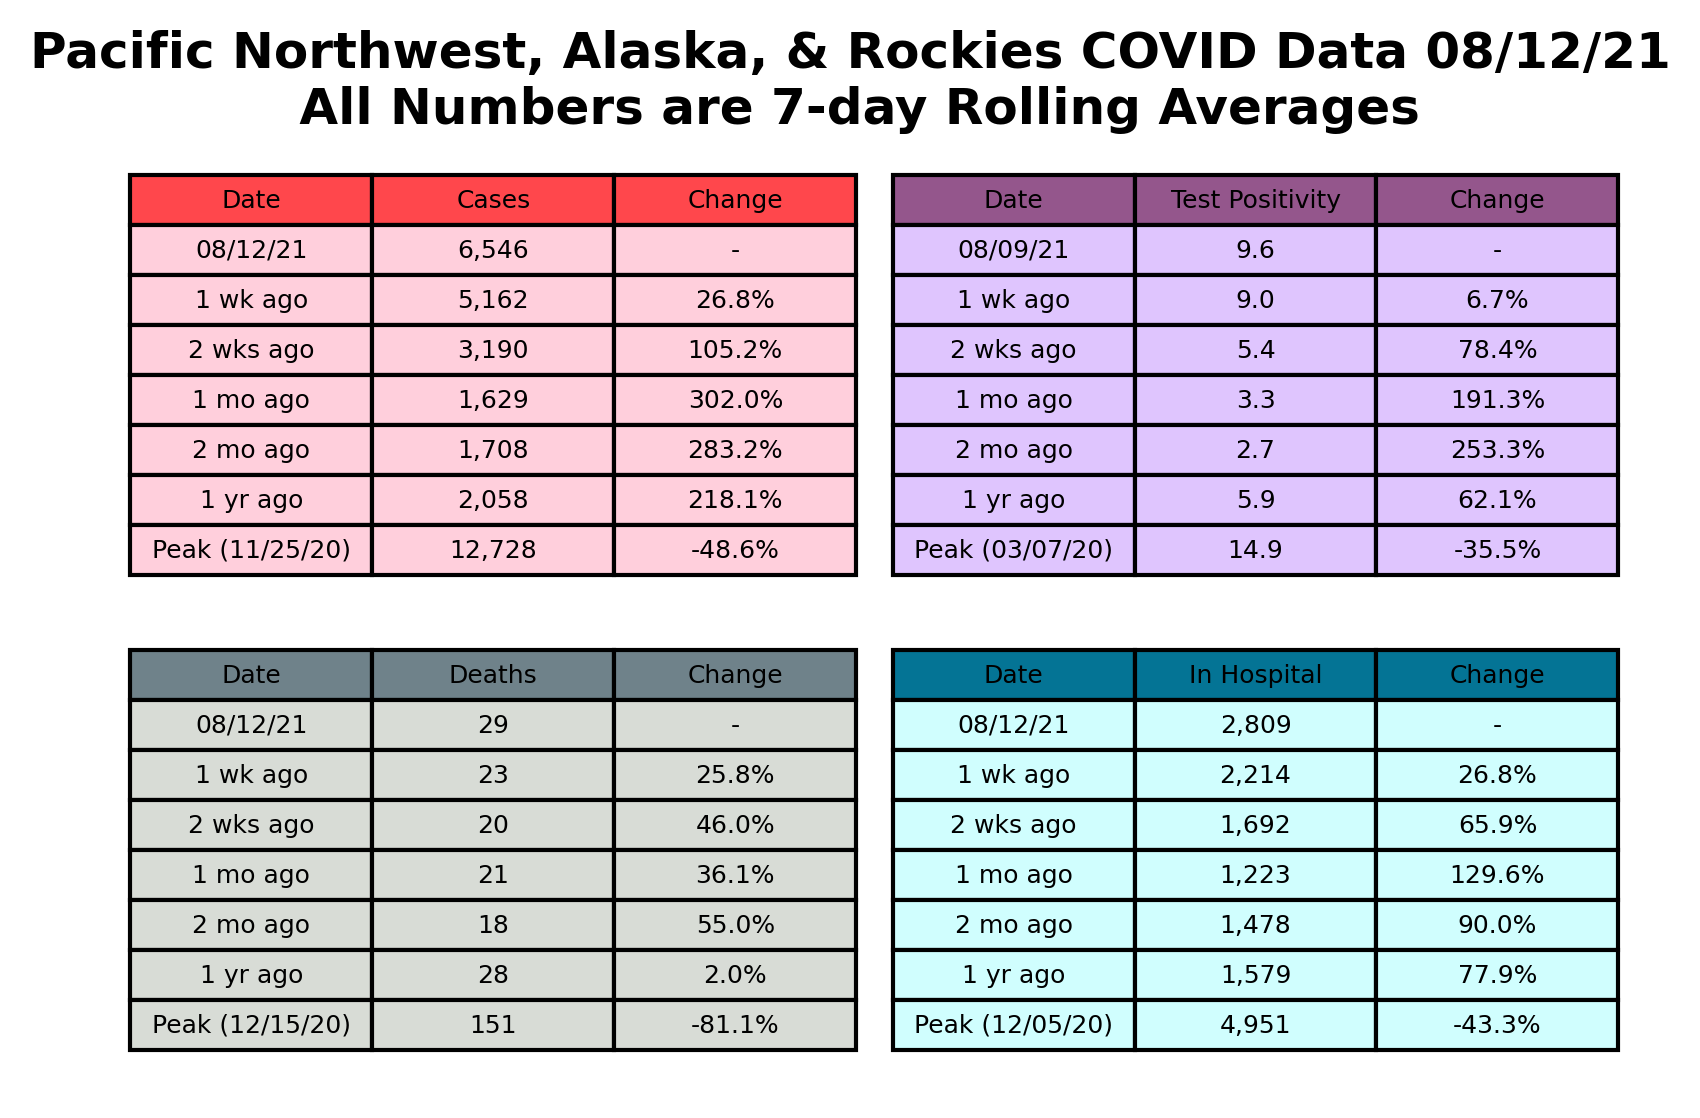 Pacific Northwest, Alaska, & Rockies COVID Data 08/12/21
All Numbers are 7-day Rolling Averages
Date Cases Change
08/12/21 6,546 -
1 wk ago 5,162 26.8%
2 wks ago 3,190 105.2%
1 mo ago 1,629 302.0%
2 mo ago 1,708 283.2%
1 yr ago 2,058 218.1%
Peak (11/25/20) 12,728 -48.6%
Date Test Positivity Change
08/09/21 9.6 -
1 wk ago 9.0 6.7%
2 wks ago 5.4 78.4%
1 mo ago 3.3 191.3%
2 mo ago 2.7 253.3%
1 yr ago 5.9 62.1%
Peak (03/07/20) 14.9 -35.5%
Date Deaths Change
08/12/21 29 -
1 wk ago 23 25.8%
2 wks ago 20 46.0%
1 mo ago 21 36.1%
2 mo ago 18 55.0%
1 yr ago 28 2.0%
Peak (12/15/20) 151 -81.1%
Date In Hospital Change
08/12/21 2,809 -
1 wk ago 2,214 26.8%
2 wks ago 1,692 65.9%
1 mo ago 1,223 129.6%
2 mo ago 1,478 90.0%
1 yr ago 1,579 77.9%
Peak (12/05/20) 4,951 -43.3%